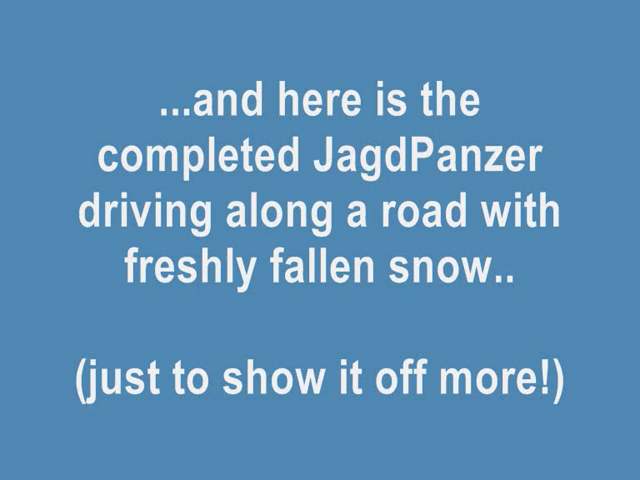 ...and here is the
completed JagdPanzer
driving along a road with
freshly fallen snow..
(just to show it off more!)